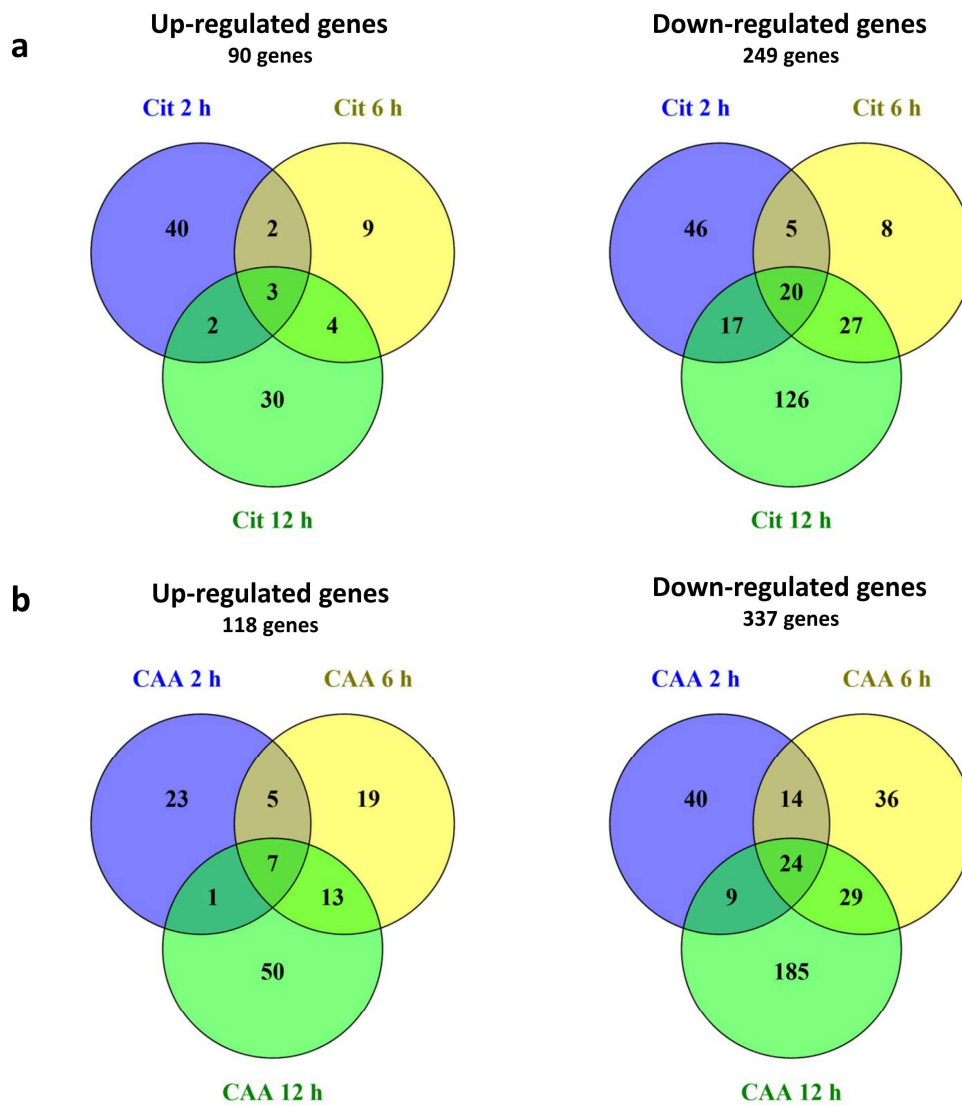 a
Up-regulated genes
90 genes
Cit 2 h
Cit 6 h
40
2
9
3
2
4
30
Cit 12 h
Down-regulated genes
249 genes
Cit 2 h
Cit 6 h
46
5
8
20
17
27
126
Cit 12 h
b
Up-regulated genes
118 genes
CAA 2 h
CAA 6 h
23
5
19
7
1
13
50
CAA 12 h
Down-regulated genes
337 genes
CAA 2 h
CAA 6 h
40
14
36
24
9
29
185
CAA 12 h